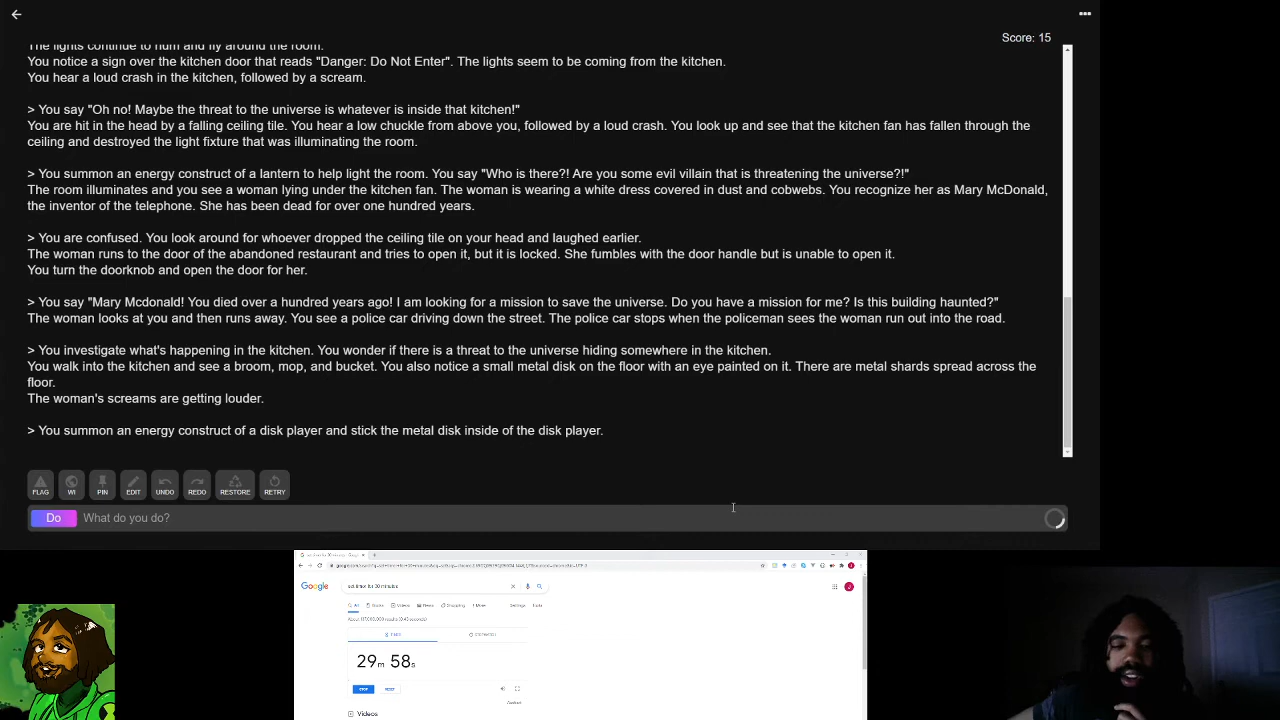 Score: 15
The lights continue to hum and fly around the room.
You notice a sign over the kitchen door that reads "Danger: Do Not Enter". The lights seem to be coming from the kitchen.
You hear a loud crash in the kitchen, followed by a scream.
> You say "Oh no! Maybe the threat to the universe is whatever is inside that kitchen!"
You are hit in the head by a falling ceiling tile. You hear a low chuckle from above you, followed by a loud crash. You look up and see that the kitchen fan has fallen through the
ceiling and destroyed the light fixture that was illuminating the room.
> You summon an energy construct of a lantern to help light the room. You say "Who is there?! Are you some evil villain that is threatening the universe?!"
The room illuminates and you see a woman lying under the kitchen fan. The woman is wearing a white dress covered in dust and cobwebs. You recognize her as Mary McDonald,
the inventor of the telephone. She has been dead for over one hundred years.
> You are confused. You look around for whoever dropped the ceiling tile on your head and laughed earlier.
The woman runs to the door of the abandoned restaurant and tries to open it, but it is locked. She fumbles with the door handle but is unable to open it.
You turn the doorknob and open the door for her.
> You say "Mary Mcdonald! You died over a hundred years ago! I am looking for a mission to save the universe. Do you have a mission for me? Is this building haunted?"
The woman looks at you and then runs away. You see a police car driving down the street. The police car stops when the policeman sees the woman run out into the road.
> You investigate what's happening in the kitchen. You wonder if there is a threat to the universe hiding somewhere in the kitchen.
You walk into the kitchen and see a broom, mop, and bucket. You also notice a small metal disk on the floor with an eye painted on it. There are metal shards spread across the
floor.
The woman's screams are getting louder.
> You summon an energy construct of a disk player and stick the metal disk inside of the disk player.
FLAG WI PIN EDIT UNDO REDO RESTORE RETRY
Do What do you do?
Google set timer for 30 minutes
All Videos News Shopping More Settings Tools
29m 58s
STOP RESET
Videos